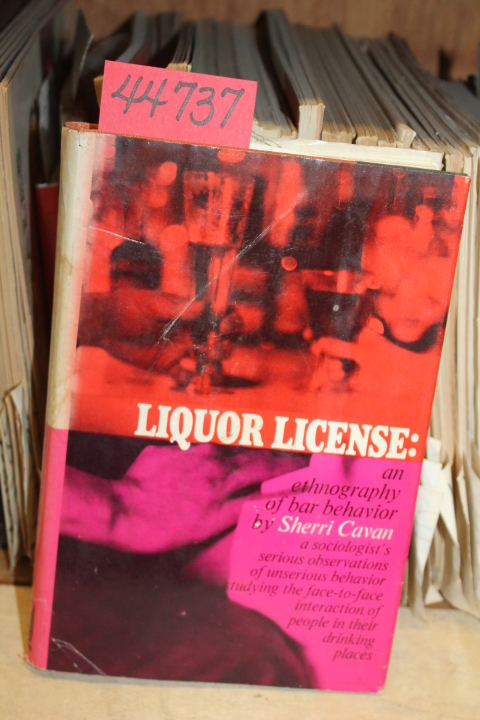 44737
LIQUOR LICENSE:
an
ethnography
of bar behavior
by Sherri Cavan
a sociologist's
serious observations
of unserious behavior
studying the face-to-face
interaction of
people in their
drinking
places